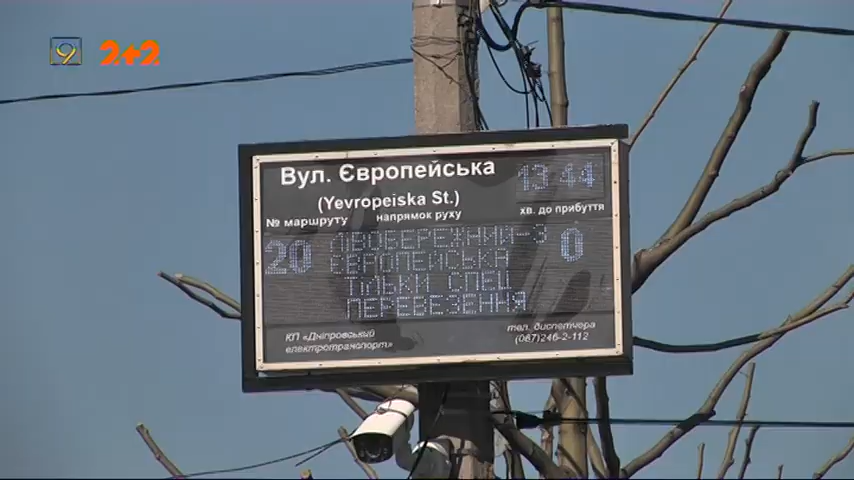 9 2+2
Вул. Європейська 13 44
(Yevropeiska St.)
№ маршруту напрямок руху хв. до прибуття
20 ЛІВОБЕРЕЖНИЙ-3 0
ЄВРОПЕЙСЬКА
ТІЛЬКИ СПЕЦ
ПЕРЕВЕЗЕННЯ
КП «Дніпровський тел. диспетчера
електротранспорт» (067)246-2-112